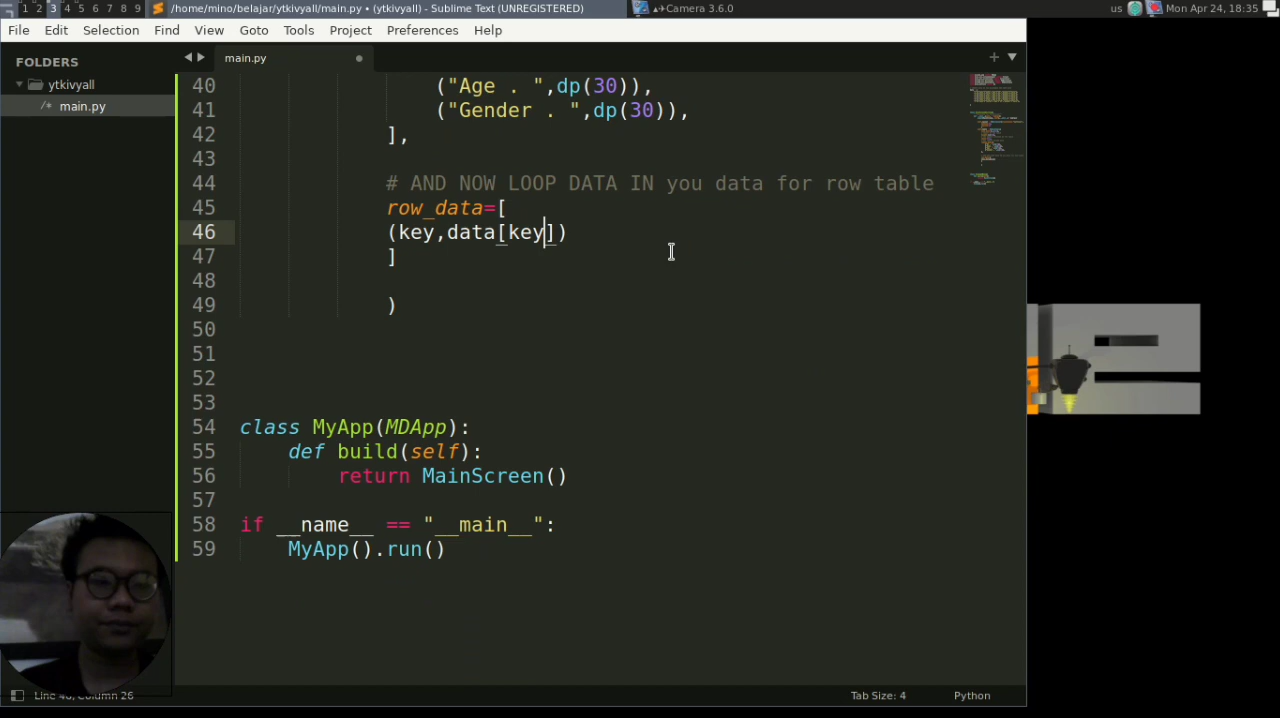 1 2 3 4 5 6 7 8 9 /home/mino/belajar/ytkivyall/main.py • (ytkivyall) - Sublime Text (UNREGISTERED) Camera 3.6.0 us Mon Apr 24, 18:35
File Edit Selection Find View Goto Tools Project Preferences Help
FOLDERS
ytkivyall
/* main.py
main.py
40 ("Age . ",dp(30)),
41 ("Gender . ",dp(30)),
42 ],
43
44 # AND NOW LOOP DATA IN you data for row table
45 row_data=[
46 (key,data[key])
47 ]
48
49 )
50
51
52
53
54 class MyApp(MDApp):
55 def build(self):
56 return MainScreen()
57
58 if __name__ == "__main__":
59 MyApp().run()
Line 46, Column 26 Tab Size: 4 Python